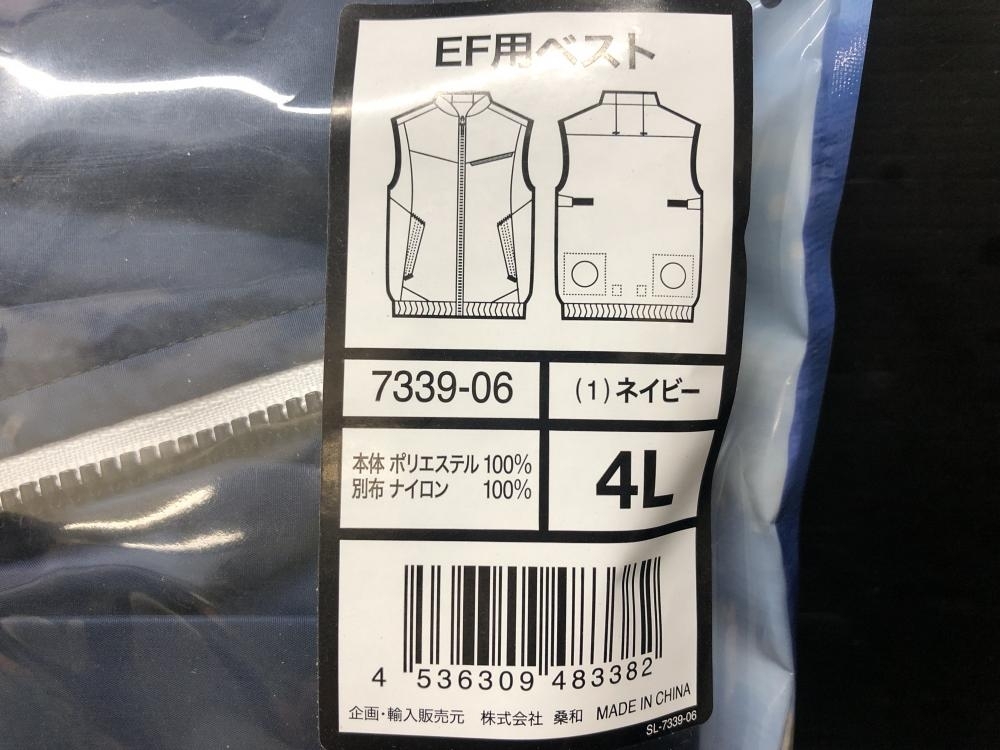 EF用ベスト
7339-06
(1)ネイビー
本体 ポリエステル 100%
別布 ナイロン 100%
4L
4 536309 483382
企画・輸入販売元 株式会社 桑和 MADE IN CHINA
SL-7339-06